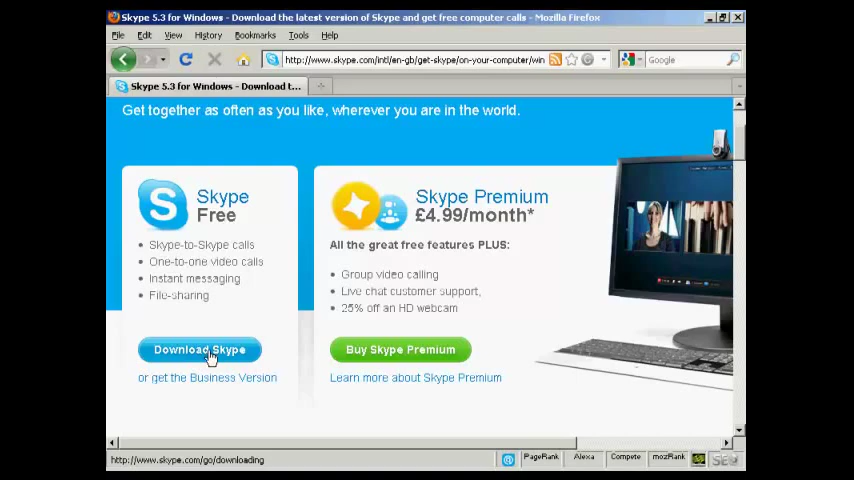 Skype 5.3 for Windows - Download the latest version of Skype and get free computer calls - Mozilla Firefox
File Edit View History Bookmarks Tools Help
http://www.skype.com/intl/en-gb/get-skype/on-your-computer/win
Google
Skype 5.3 for Windows - Download t...
Get together as often as you like, wherever you are in the world.
Skype
Free
• Skype-to-Skype calls
• One-to-one video calls
• Instant messaging
• File-sharing
Download Skype
or get the Business Version
Skype Premium
£4.99/month*
All the great free features PLUS:
• Group video calling
• Live chat customer support,
• 25% off an HD webcam
Buy Skype Premium
Learn more about Skype Premium
http://www.skype.com/go/downloading
PageRank Alexa Compete mozRank SEO